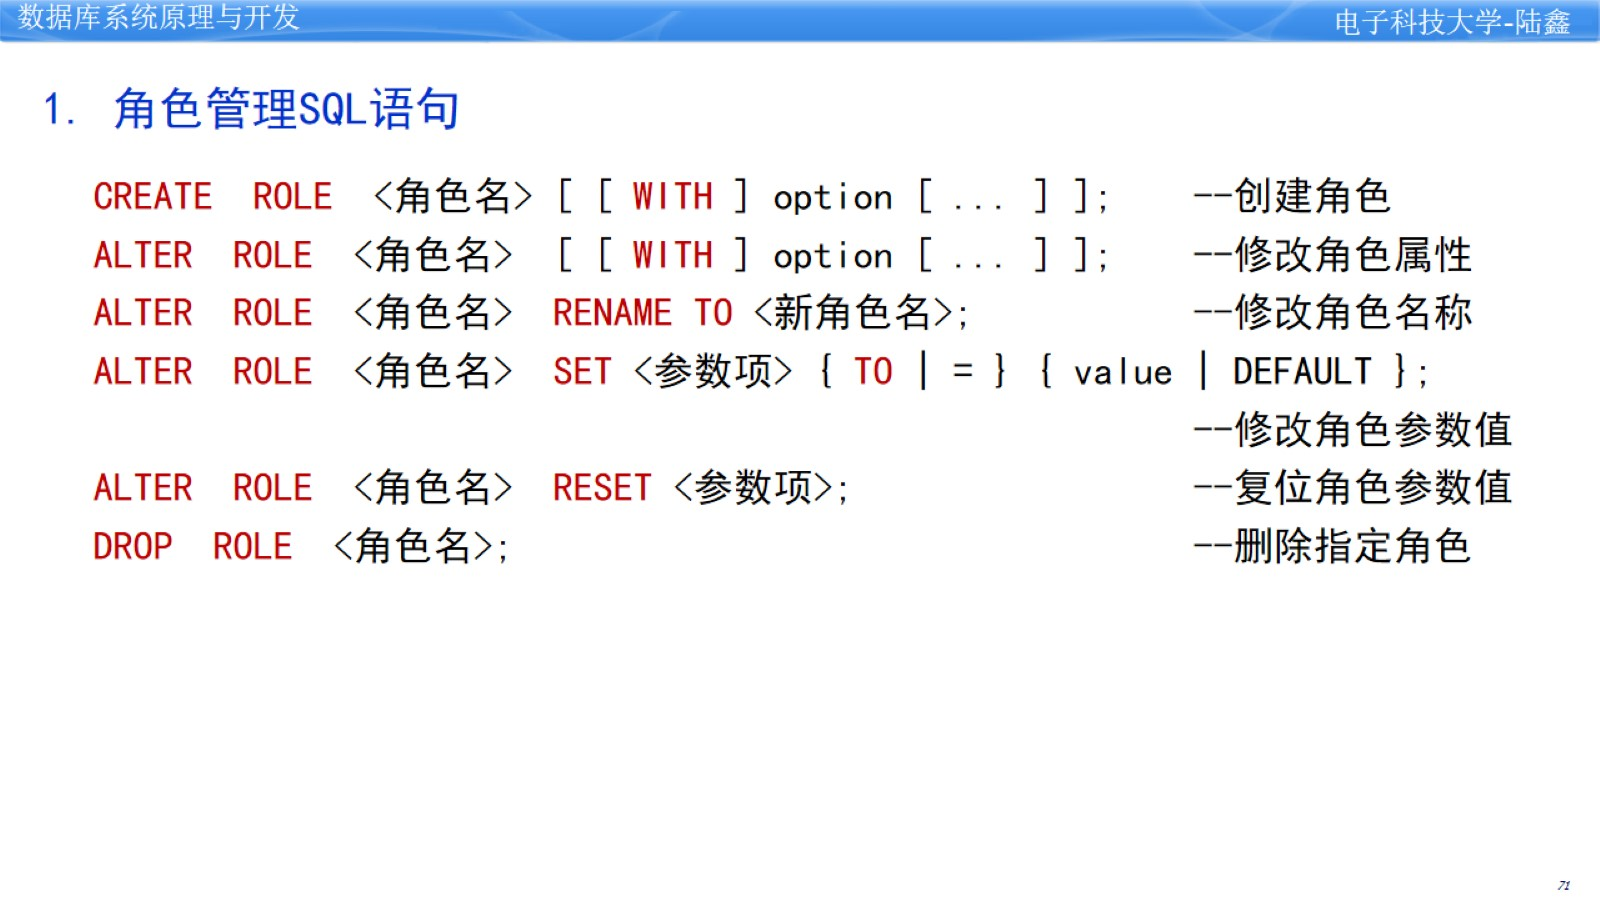 数据库系统原理与开发
电子科技大学-陆鑫
1. 角色管理SQL语句
CREATE ROLE <角色名> [ [ WITH ] option [ ... ] ]; --创建角色
ALTER ROLE <角色名> [ [ WITH ] option [ ... ] ]; --修改角色属性
ALTER ROLE <角色名> RENAME TO <新角色名>; --修改角色名称
ALTER ROLE <角色名> SET <参数项> { TO | = } { value | DEFAULT };
--修改角色参数值
ALTER ROLE <角色名> RESET <参数项>; --复位角色参数值
DROP ROLE <角色名>; --删除指定角色
71